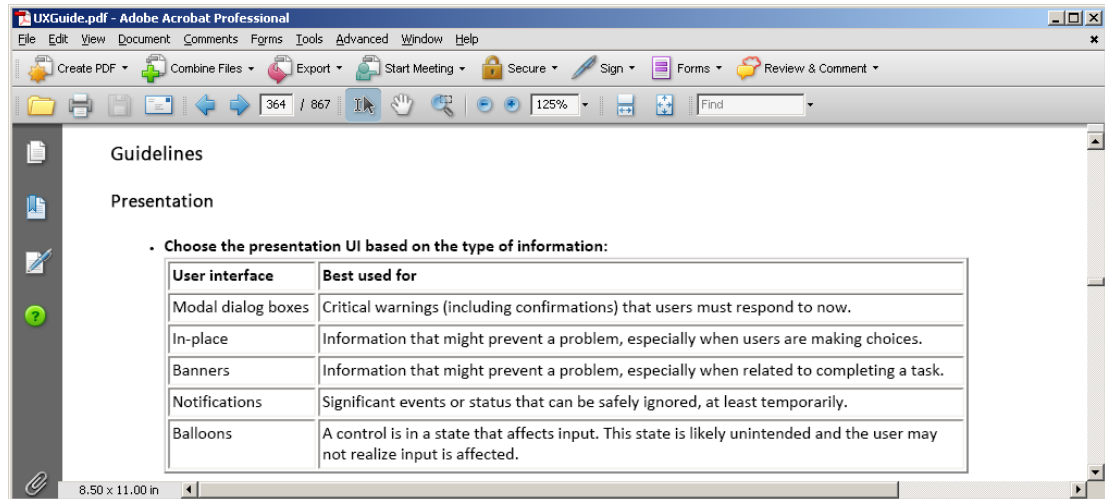 UXGuide.pdf - Adobe Acrobat Professional
File Edit View Document Comments Forms Tools Advanced Window Help
Create PDF Combine Files Export Start Meeting Secure Sign Forms Review & Comment
364 / 867 125% Find
Guidelines
Presentation
• Choose the presentation UI based on the type of information:
User interface Best used for
Modal dialog boxes Critical warnings (including confirmations) that users must respond to now.
In-place Information that might prevent a problem, especially when users are making choices.
Banners Information that might prevent a problem, especially when related to completing a task.
Notifications Significant events or status that can be safely ignored, at least temporarily.
Balloons A control is in a state that affects input. This state is likely unintended and the user may
not realize input is affected.
8.50 x 11.00 in